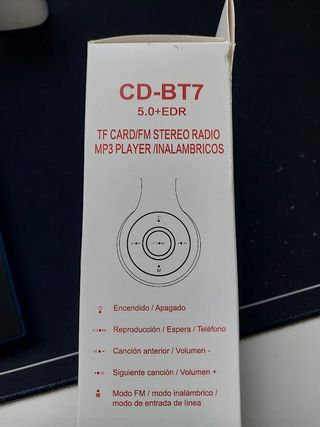 CD-BT7
5.0+EDR
TF CARD/FM STEREO RADIO
MP3 PLAYER /INALAMBRICOS
M
Encendido / Apagado
Reproducción / Espera / Teléfono
Canción anterior / Volumen -
Siguiente canción / Volumen +
M
Modo FM / modo inalámbrico /
modo de entrada de línea